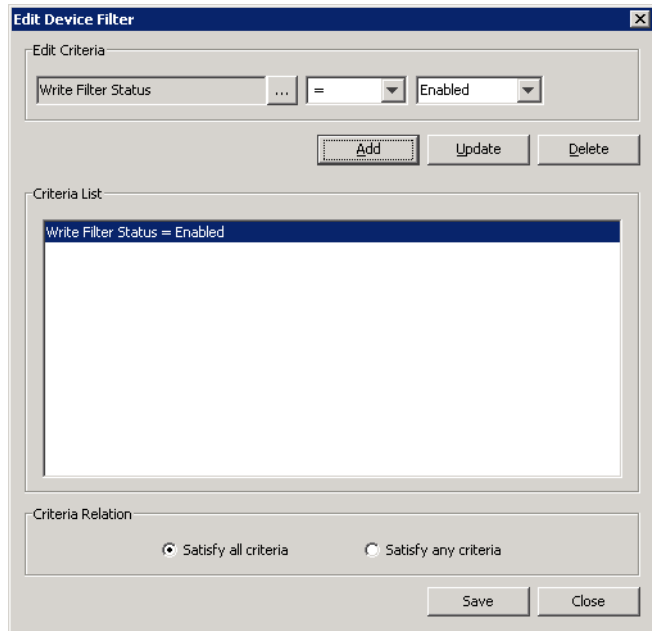 Edit Device Filter
Edit Criteria
Write Filter Status ... = Enabled
Add Update Delete
Criteria List
Write Filter Status = Enabled
Criteria Relation
Satisfy all criteria Satisfy any criteria
Save Close